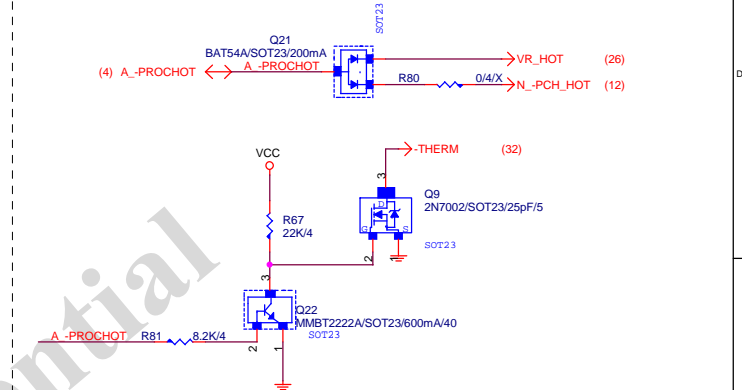 SOT23
Q21
BAT54A/SOT23/200mA
(4) A_-PROCHOT A_-PROCHOT
VR_HOT (26)
R80 0/4/X N_-PCH_HOT (12)
D
-THERM (32)
VCC
3
Q9
2N7002/SOT23/25pF/5
D
G S
SOT23
R67
22K/4
2 1
3
Q22
MMBT2222A/SOT23/600mA/40
SOT23
A_-PROCHOT R81 8.2K/4
2 1
ential